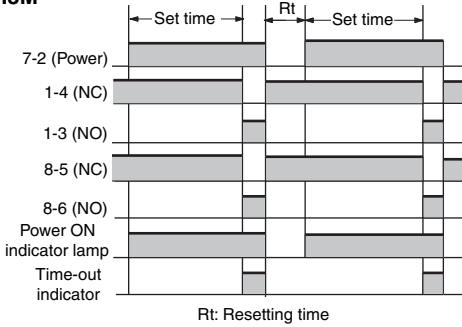 Set time
Rt
Set time
7-2 (Power)
1-4 (NC)
1-3 (NO)
8-5 (NC)
8-6 (NO)
Power ON
indicator lamp
Time-out
indicator
Rt: Resetting time